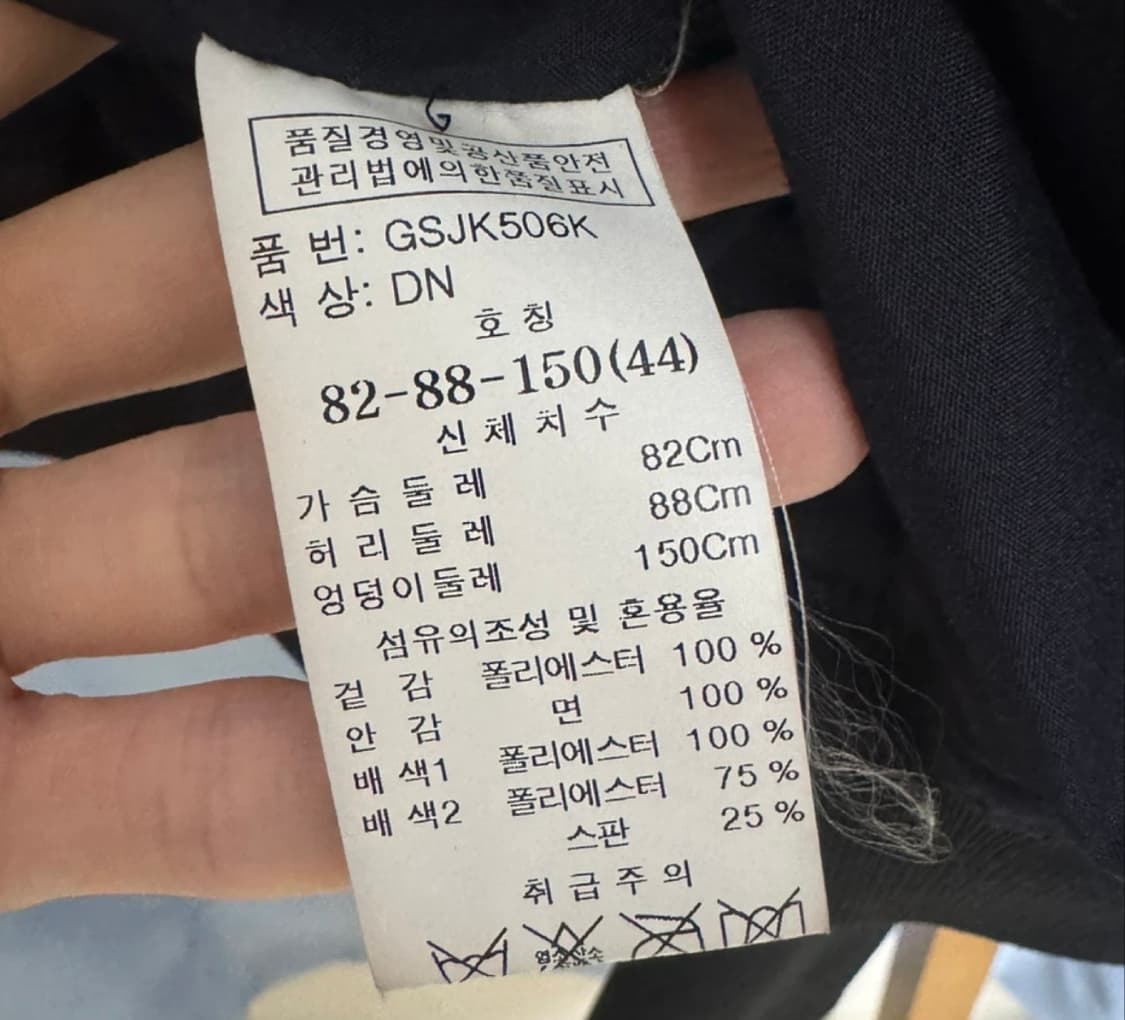 품질경영및공산품안전
관리법에의한품질표시
품 번: GSJK506K
색 상: DN
호 칭
82-88-150(44)
신 체 치 수
가 슴 둘 레 82Cm
허 리 둘 레 88Cm
엉덩이둘레 150Cm
섬유의조성 및 혼용율
겉 감 폴리에스터 100 %
안 감 면 100 %
배 색1 폴리에스터 100 %
배 색2 폴리에스터 75 %
스판 25 %
취 급 주 의